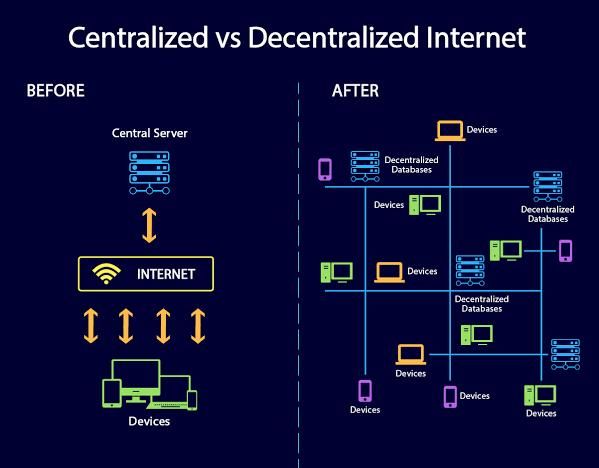 Centralized vs Decentralized Internet
BEFORE
Central Server
INTERNET
Devices
AFTER
Devices
Decentralized
Databases
Devices
Decentralized
Databases
Devices
Decentralized
Databases
Devices
Devices
Devices
Devices